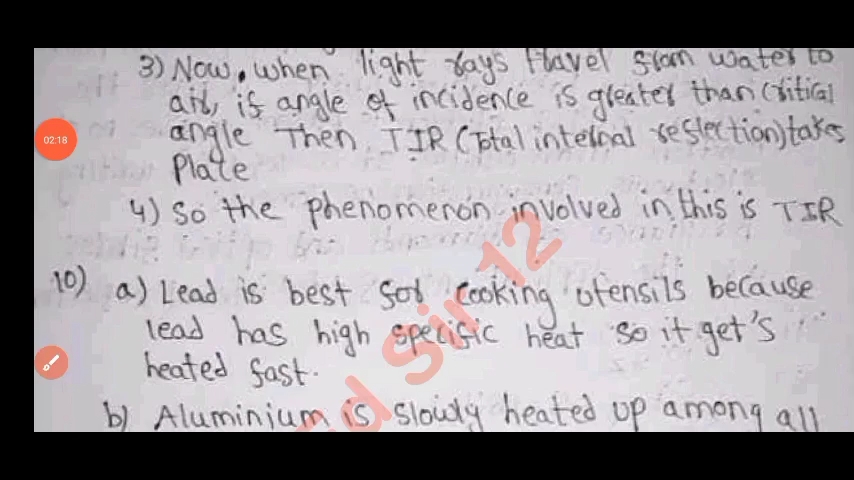 3) Now, when light rays travel from water to
air, if angle of incidence is greater than critical
angle Then TIR (Total internal reflection) takes
Place
4) So the phenomenon involved in this is TIR
10) a) Lead is best for cooking utensils because
lead has high specific heat so it get's
heated fast.
b) Aluminium is slowly heated up among all
02:18
Sir 12